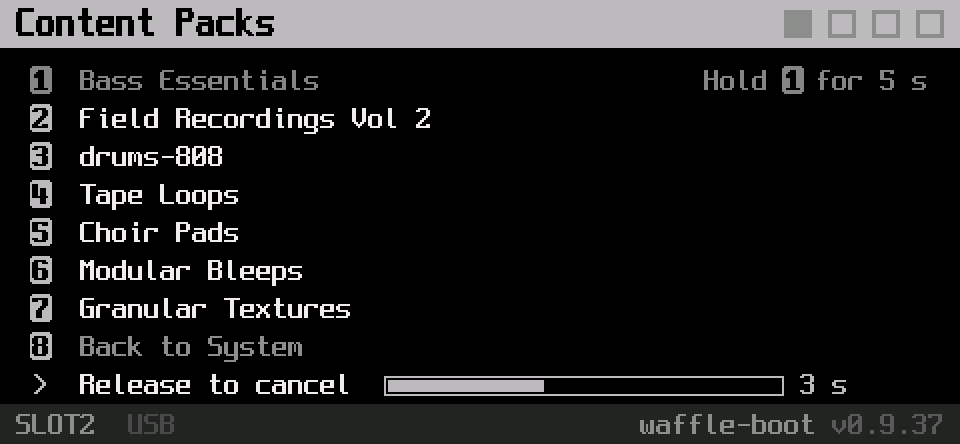 Content Packs
1 Bass Essentials Hold 1 for 5 s
2 Field Recordings Vol 2
3 drums-808
4 Tape Loops
5 Choir Pads
6 Modular Bleeps
7 Granular Textures
8 Back to System
> Release to cancel 3 s
SLOT2 USB waffle-boot v0.9.37